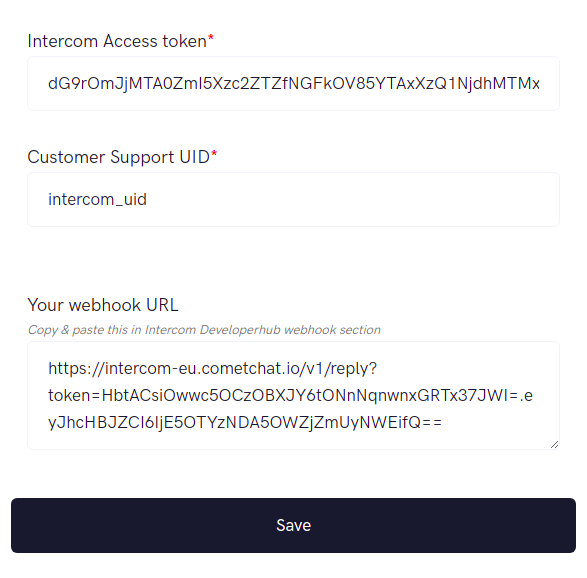 Intercom Access token*
dG9rOmJjMTA0ZmI5Xzc2ZTZfNGFkOV85YTAxXzQ1NjdhMTMx
Customer Support UID*
intercom_uid
Your webhook URL
Copy & paste this in Intercom Developerhub webhook section
https://intercom-eu.cometchat.io/v1/reply?
token=HbtACsiOwwc5OCzOBXJY6tONnNqnwnxGRTx37JWI=.e
yJhcHBJZCI6IjE5OTYzNDA5OWZjZmUyNWEifQ==
Save